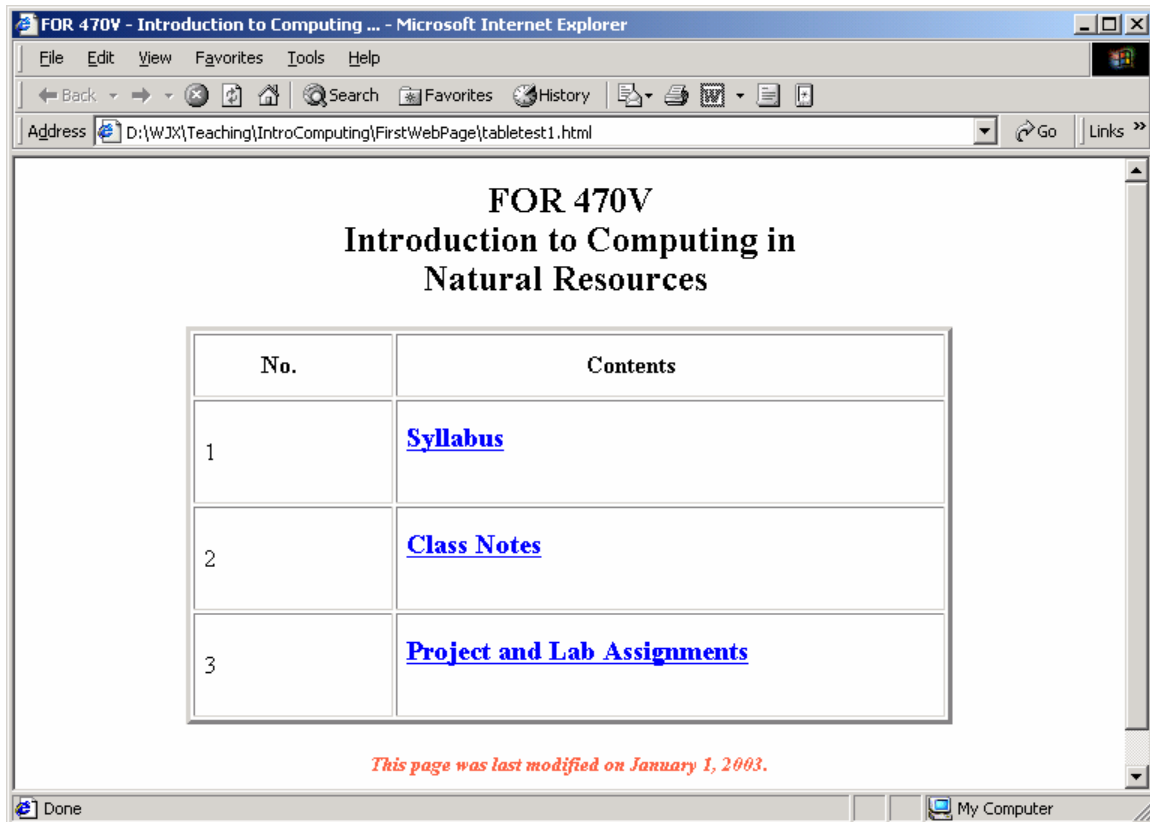 FOR 470V - Introduction to Computing ... - Microsoft Internet Explorer
File Edit View Favorites Tools Help
Back Search Favorites History
Address D:\WJX\Teaching\IntroComputing\FirstWebPage\tabletest1.html Go Links »
FOR 470V
Introduction to Computing in
Natural Resources
No. Contents
1 Syllabus
2 Class Notes
3 Project and Lab Assignments
This page was last modified on January 1, 2003.
Done My Computer